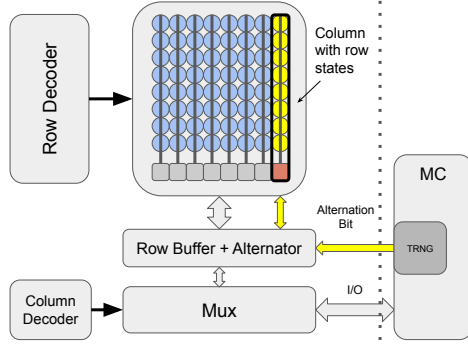 Row Decoder
Column
with row
states
MC
Alternation
Bit
TRNG
Row Buffer + Alternator
I/O
Column
Decoder
Mux